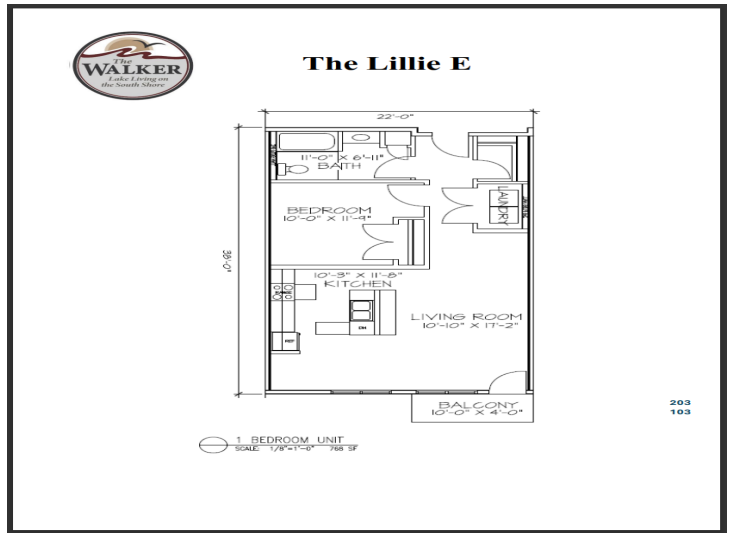 The
WALKER
Lake Living on
the South Shore
The Lillie E
22'-0"
11'-0" X 6'-11"
BATH
LAUNDRY
BEDROOM
10'-0" X 11'-9"
38'-0"
10'-3" X 11'-8"
KITCHEN
LIVING ROOM
10'-10" X 17'-2"
DW
REF
BALCONY
10'-0" X 4'-0"
203
103
1 BEDROOM UNIT
SCALE: 1/8"=1'-0" 768 SF